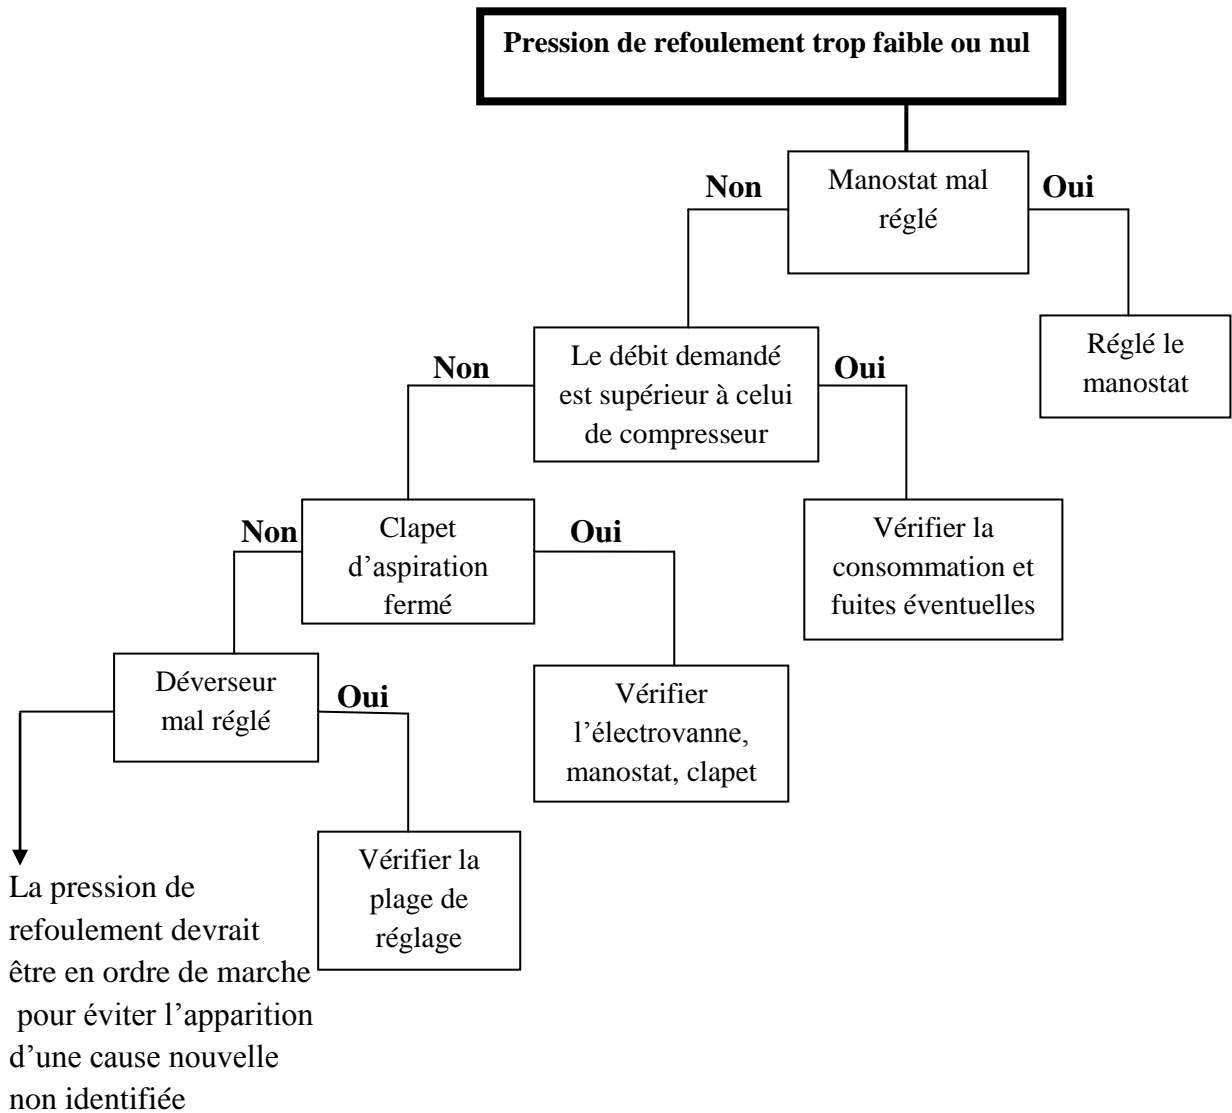 Pression de refoulement trop faible ou nul
Non
Manostat mal
réglé
Oui
Non
Le débit demandé
est supérieur à celui
de compresseur
Oui
Réglé le
manostat
Non
Clapet
d’aspiration
fermé
Oui
Vérifier la
consommation et
fuites éventuelles
Déverseur
mal réglé
Oui
Vérifier
l’électrovanne,
manostat, clapet
Vérifier la
plage de
réglage
La pression de
refoulement devrait
être en ordre de marche
pour éviter l’apparition
d’une cause nouvelle
non identifiée